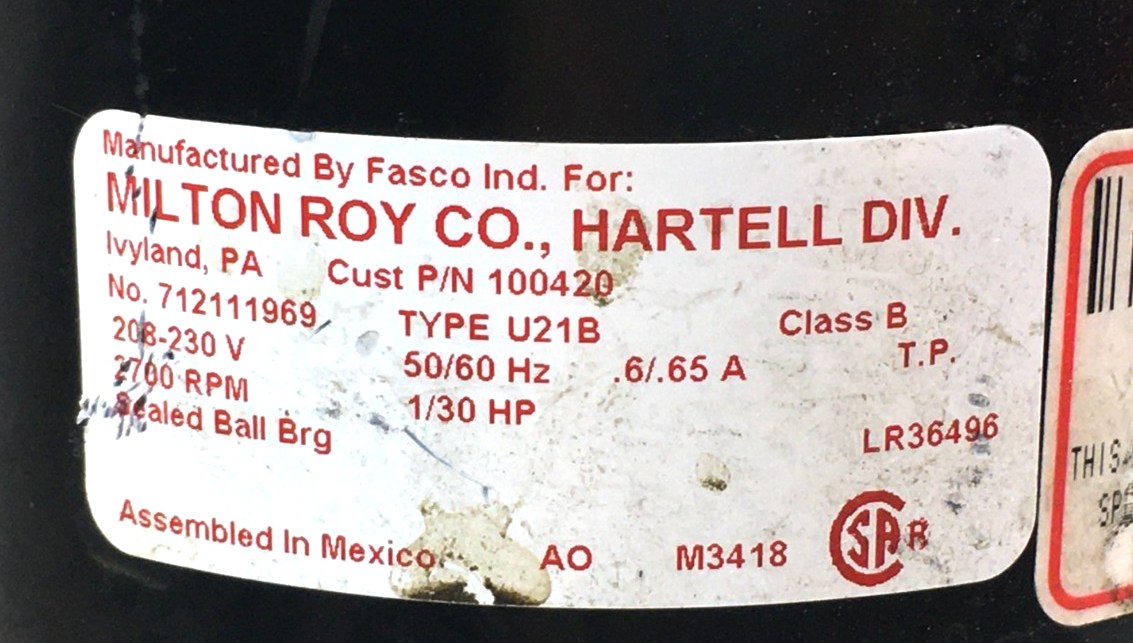 Manufactured By Fasco Ind. For:
MILTON ROY CO., HARTELL DIV.
Ivyland, PA Cust P/N 100420
No. 712111969 TYPE U21B Class B
208-230 V 50/60 Hz .6/.65 A T.P.
2700 RPM 1/30 HP
Sealed Ball Brg LR36496
Assembled In Mexico AO M3418 CSA R
THIS